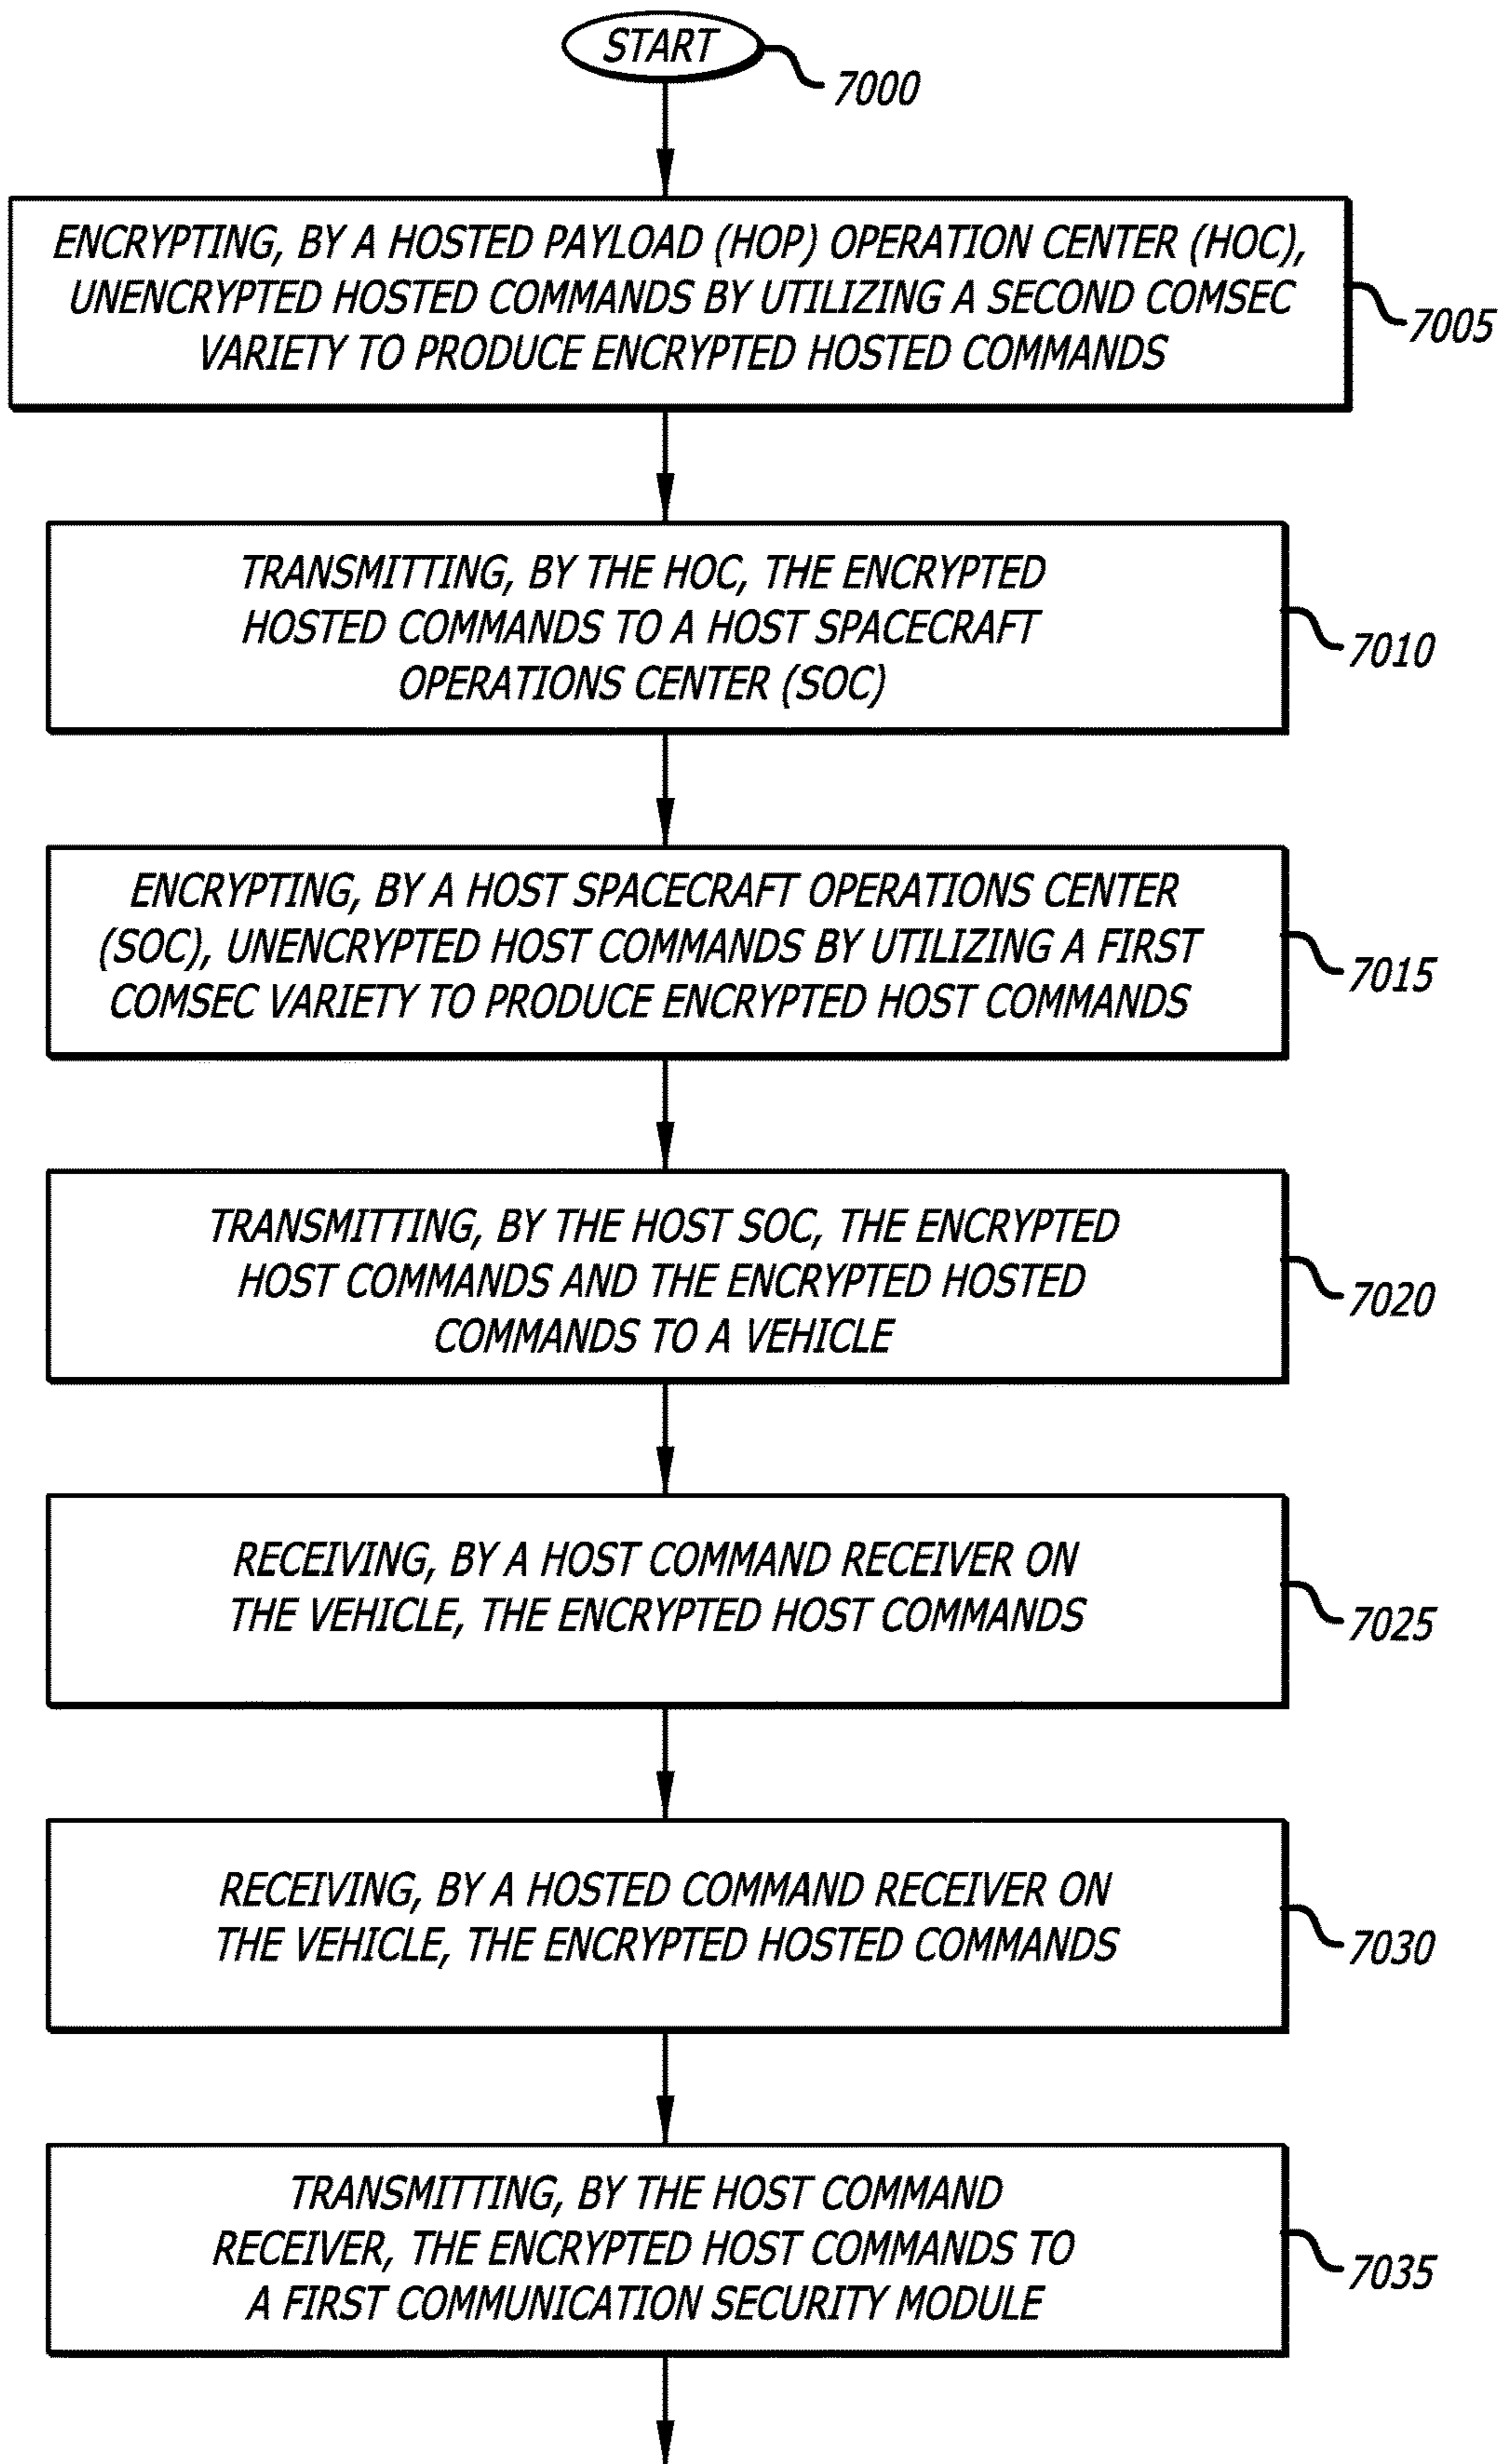 START
7000
ENCRYPTING, BY A HOSTED PAYLOAD (HOP) OPERATION CENTER (HOC),
UNENCRYPTED HOSTED COMMANDS BY UTILIZING A SECOND COMSEC
VARIETY TO PRODUCE ENCRYPTED HOSTED COMMANDS
7005
TRANSMITTING, BY THE HOC, THE ENCRYPTED
HOSTED COMMANDS TO A HOST SPACECRAFT
OPERATIONS CENTER (SOC)
7010
ENCRYPTING, BY A HOST SPACECRAFT OPERATIONS CENTER
(SOC), UNENCRYPTED HOST COMMANDS BY UTILIZING A FIRST
COMSEC VARIETY TO PRODUCE ENCRYPTED HOST COMMANDS
7015
TRANSMITTING, BY THE HOST SOC, THE ENCRYPTED
HOST COMMANDS AND THE ENCRYPTED HOSTED
COMMANDS TO A VEHICLE
7020
RECEIVING, BY A HOST COMMAND RECEIVER ON
THE VEHICLE, THE ENCRYPTED HOST COMMANDS
7025
RECEIVING, BY A HOSTED COMMAND RECEIVER ON
THE VEHICLE, THE ENCRYPTED HOSTED COMMANDS
7030
TRANSMITTING, BY THE HOST COMMAND
RECEIVER, THE ENCRYPTED HOST COMMANDS TO
A FIRST COMMUNICATION SECURITY MODULE
7035